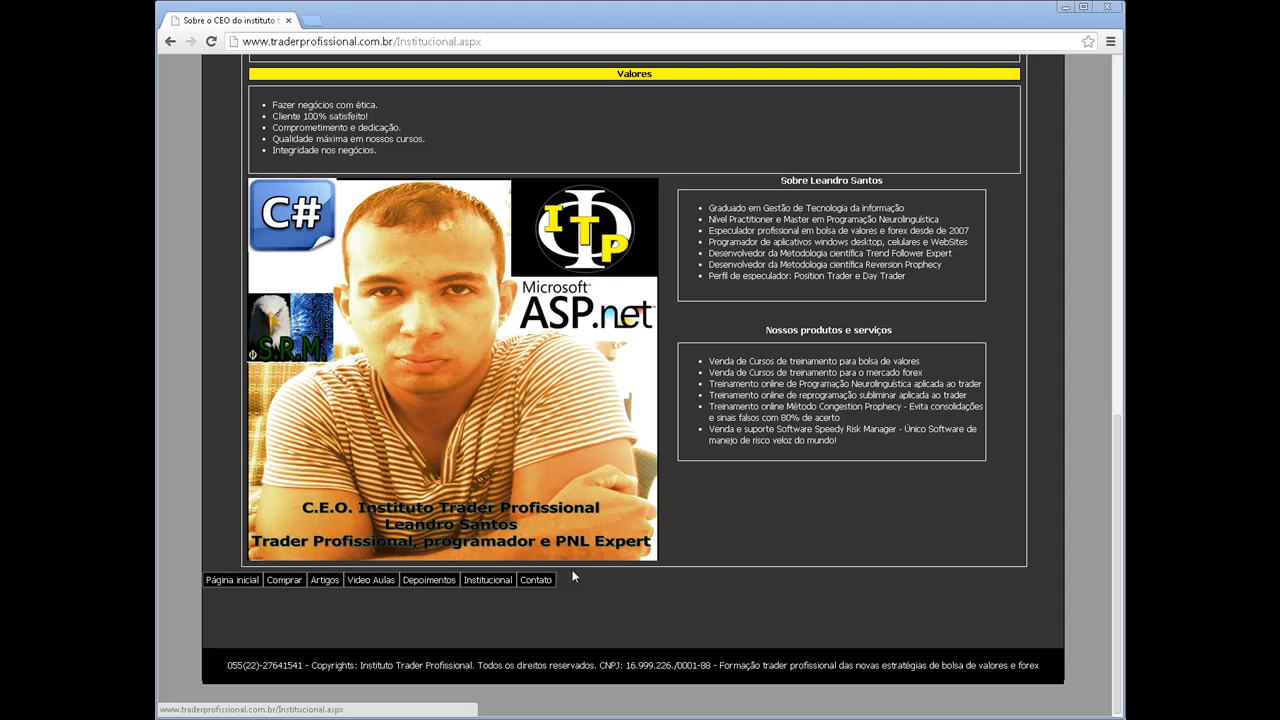 Sobre o CEO do instituto t
www.traderprofissional.com.br/Institucional.aspx
Valores
Fazer negócios com ética.
Cliente 100% satisfeito!
Comprometimento e dedicação.
Qualidade máxima em nossos cursos.
Integridade nos negócios.
C#
ITP
Microsoft
ASP.net
S.R.M.
C.E.O. Instituto Trader Profissional
Leandro Santos
Trader Profissional, programador e PNL Expert
Sobre Leandro Santos
Graduado em Gestão de Tecnologia da informação
Nível Practitioner e Master em Programação Neurolinguística
Especulador profissional em bolsa de valores e forex desde de 2007
Programador de aplicativos windows desktop, celulares e WebSites
Desenvolvedor da Metodologia científica Trend Follower Expert
Desenvolvedor da Metodologia científica Reversion Prophecy
Perfil de especulador: Position Trader e Day Trader
Nossos produtos e serviços
Venda de Cursos de treinamento para bolsa de valores
Venda de Cursos de treinamento para o mercado forex
Treinamento online de Programação Neurolinguística aplicada ao trader
Treinamento online de reprogramação subliminar aplicada ao trader
Treinamento online Método Congestion Prophecy - Evita consolidações
e sinais falsos com 80% de acerto
Venda e suporte Software Speedy Risk Manager - Único Software de
manejo de risco veloz do mundo!
Página inicial Comprar Artigos Video Aulas Depoimentos Institucional Contato
055(22)-27641541 - Copyrights: Instituto Trader Profissional. Todos os direitos reservados. CNPJ: 16.999.226./0001-88 - Formação trader profissional das novas estratégias de bolsa de valores e forex
www.traderprofissional.com.br/Institucional.aspx